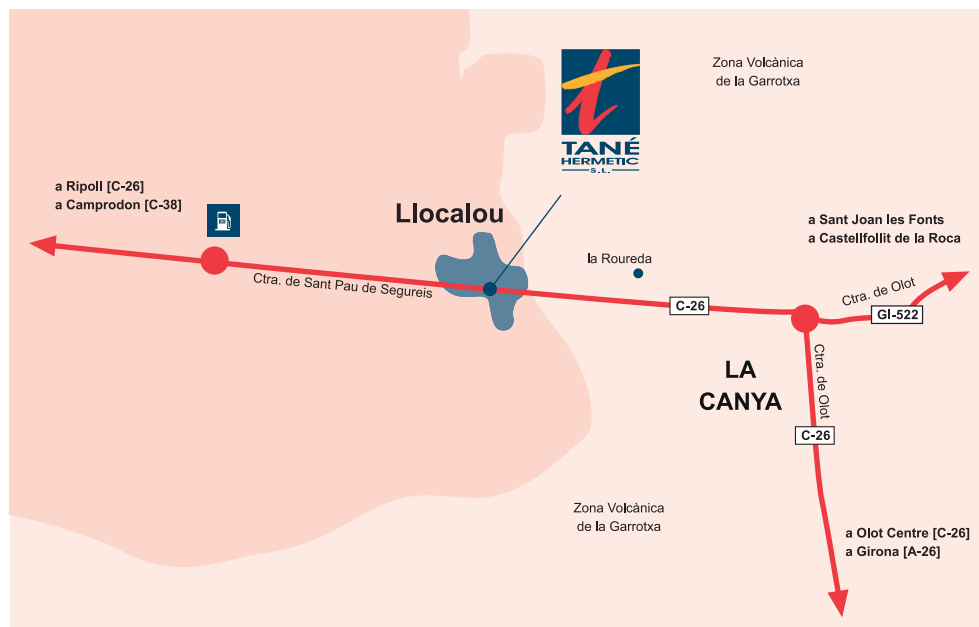 Zona Volcànica
de la Garrotxa
TANÉ
HERMETIC
S.L.
a Ripoll [C-26]
a Camprodon [C-38]
Llocalou
a Sant Joan les Fonts
a Castellfollit de la Roca
la Roureda
Ctra. de Sant Pau de Segureis
C-26
Ctra. de Olot
GI-522
LA
CANYA
Ctra. de Olot
C-26
Zona Volcànica
de la Garrotxa
a Olot Centre [C-26]
a Girona [A-26]